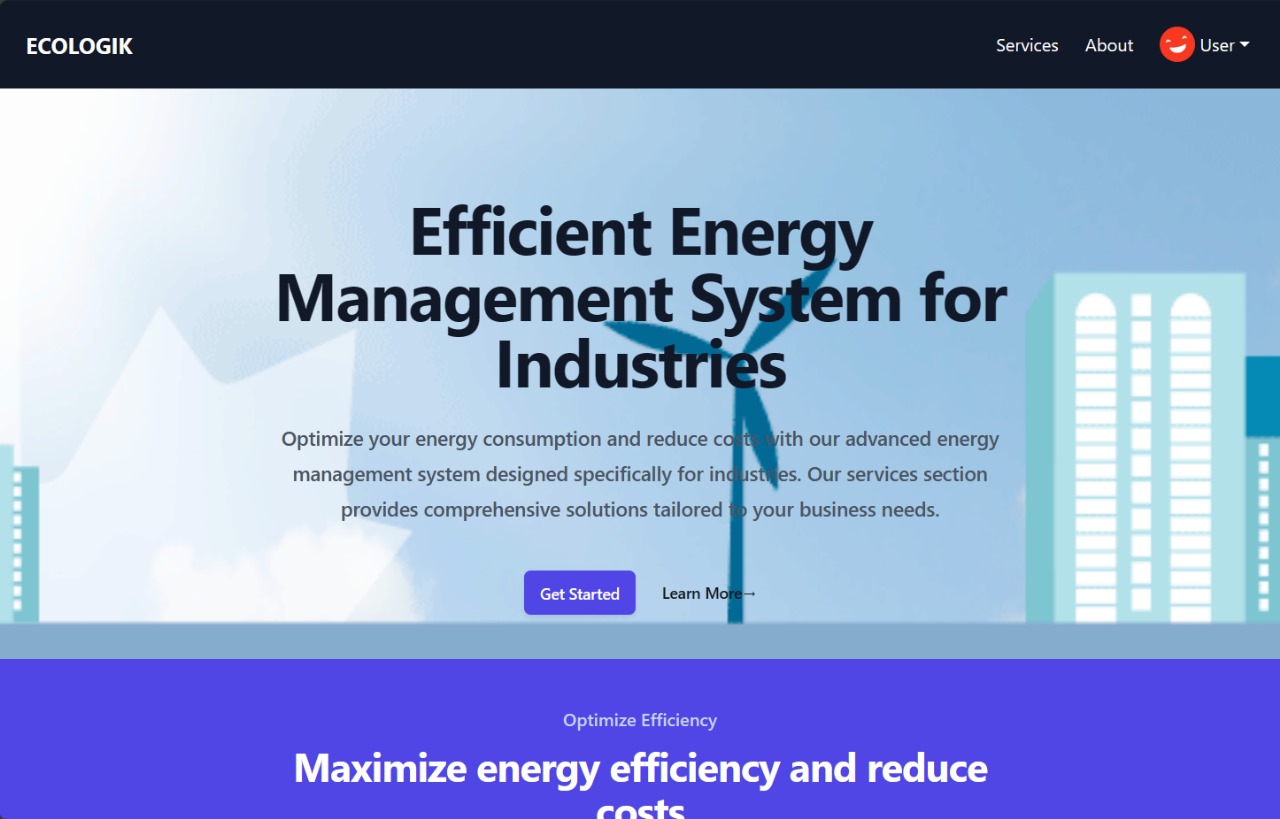 ECOLOGIK
Services About User
Efficient Energy
Management System for
Industries
Optimize your energy consumption and reduce costs with our advanced energy
management system designed specifically for industries. Our services section
provides comprehensive solutions tailored to your business needs.
Get Started Learn More→
Optimize Efficiency
Maximize energy efficiency and reduce
costs